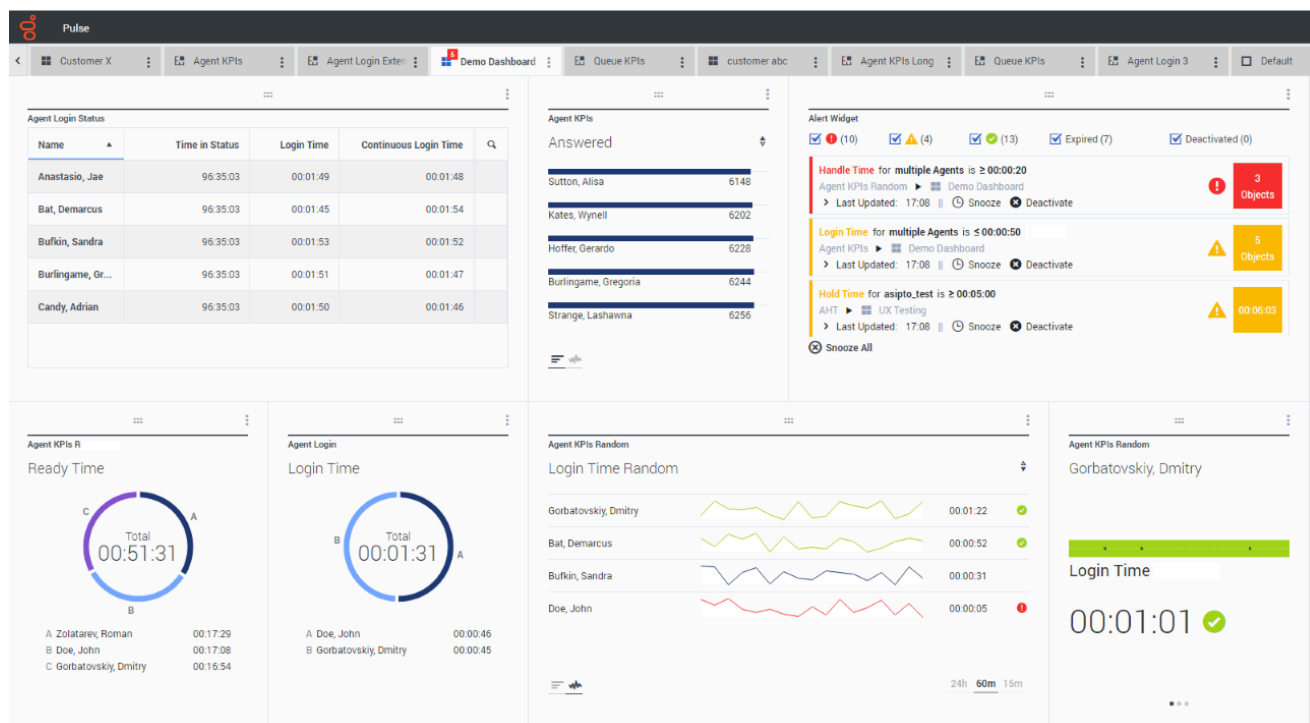 Pulse
Customer X
Agent KPIs
Agent Login Exten
6
Demo Dashboard
Queue KPIs
customer abc
Agent KPIs Long
Queue KPIs
Agent Login 3
Default
Agent Login Status
Name Time in Status Login Time Continuous Login Time
Anastasio, Jae 96:35:03 00:01:49 00:01:48
Bat, Demarcus 96:35:03 00:01:45 00:01:54
Bufkin, Sandra 96:35:03 00:01:53 00:01:52
Burlingame, Gr... 96:35:03 00:01:51 00:01:47
Candy, Adrian 96:35:03 00:01:50 00:01:46
Agent KPIs
Answered
Sutton, Alisa 6148
Kates, Wynell 6202
Hoffer, Gerardo 6228
Burlingame, Gregoria 6244
Strange, Lashawna 6256
Alert Widget
(10) (4) (13) Expired (7) Deactivated (0)
Handle Time for multiple Agents is ≥ 00:00:20
Agent KPIs Random Demo Dashboard
Last Updated: 17:08 || Snooze Deactivate
3
Objects
Login Time for multiple Agents is ≤ 00:00:50
Agent KPIs Demo Dashboard
Last Updated: 17:08 || Snooze Deactivate
5
Objects
Hold Time for asipto_test is ≥ 00:05:00
AHT UX Testing
Last Updated: 17:08 || Snooze Deactivate
00:06:03
Snooze All
Agent KPIs R
Ready Time
C
A
Total
00:51:31
B
A Zolatarev, Roman 00:17:29
B Doe, John 00:17:08
C Gorbatovskiy, Dmitry 00:16:54
Agent Login
Login Time
B
Total
00:01:31
A
A Doe, John 00:00:46
B Gorbatovskiy, Dmitry 00:00:45
Agent KPIs Random
Login Time Random
Gorbatovskiy, Dmitry 00:01:22
Bat, Demarcus 00:00:52
Bufkin, Sandra 00:00:31
Doe, John 00:00:05
24h 60m 15m
Agent KPIs Random
Gorbatovskiy, Dmitry
Login Time
00:01:01